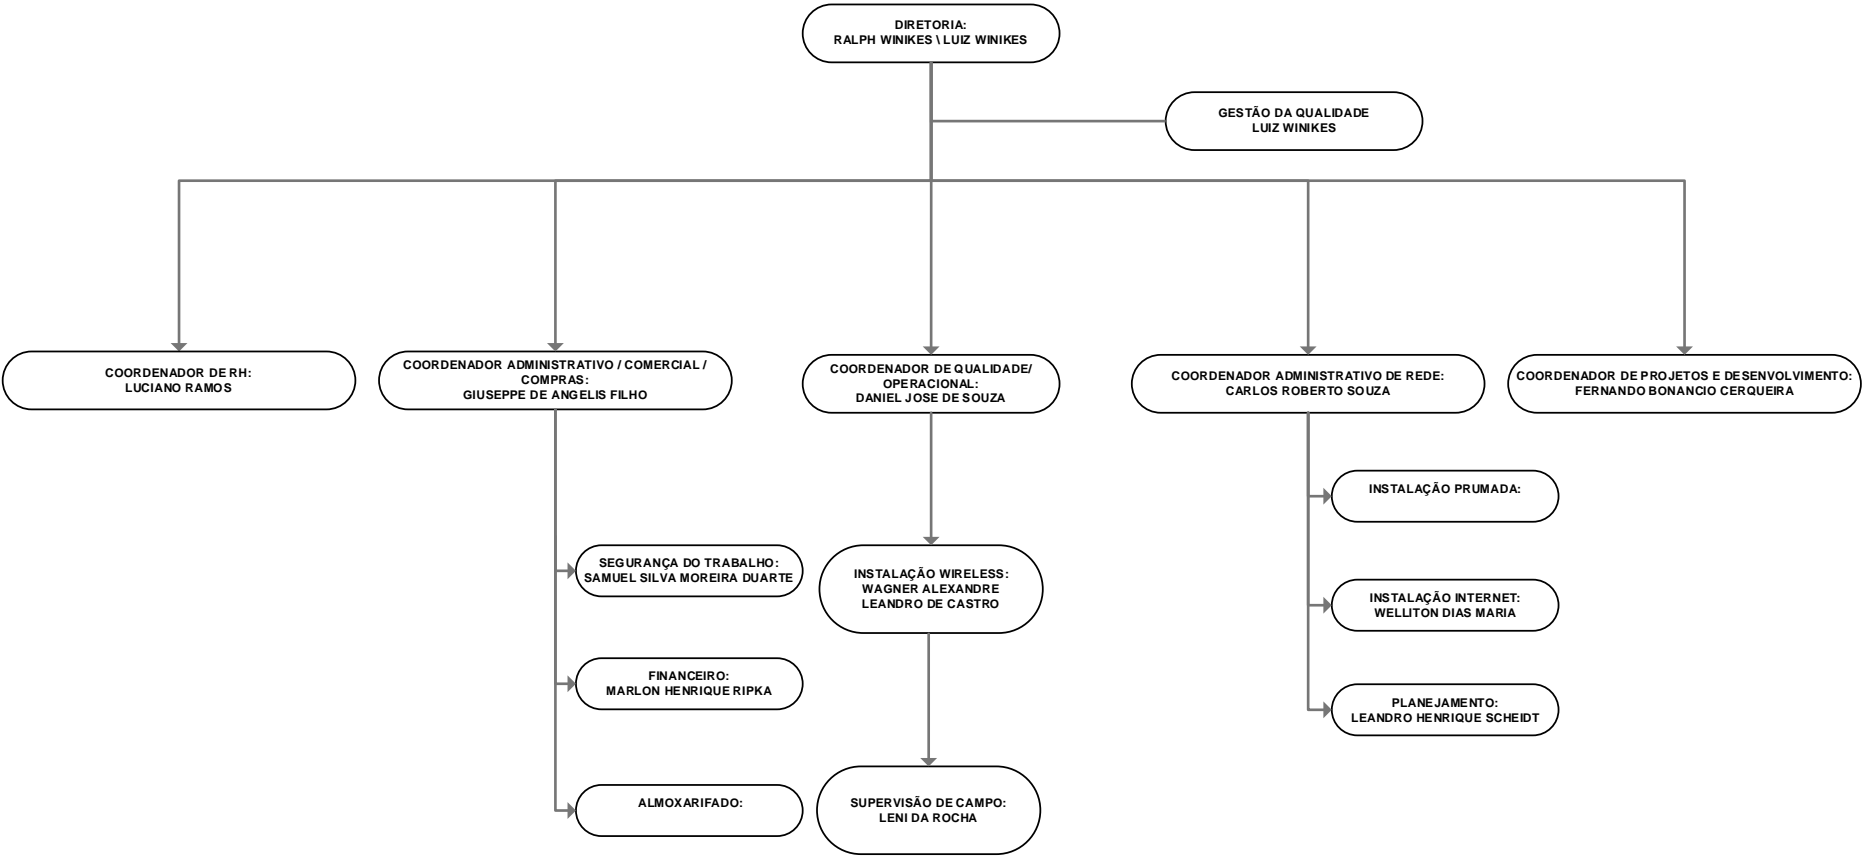 DIRETORIA:
RALPH WINIKES \ LUIZ WINIKES
GESTÃO DA QUALIDADE
LUIZ WINIKES
COORDENADOR DE RH:
LUCIANO RAMOS
COORDENADOR ADMINISTRATIVO / COMERCIAL /
COMPRAS:
GIUSEPPE DE ANGELIS FILHO
COORDENADOR DE QUALIDADE/
OPERACIONAL:
DANIEL JOSE DE SOUZA
COORDENADOR ADMINISTRATIVO DE REDE:
CARLOS ROBERTO SOUZA
COORDENADOR DE PROJETOS E DESENVOLVIMENTO:
FERNANDO BONANCIO CERQUEIRA
SEGURANÇA DO TRABALHO:
SAMUEL SILVA MOREIRA DUARTE
FINANCEIRO:
MARLON HENRIQUE RIPKA
ALMOXARIFADO:
INSTALAÇÃO WIRELESS:
WAGNER ALEXANDRE
LEANDRO DE CASTRO
SUPERVISÃO DE CAMPO:
LENI DA ROCHA
INSTALAÇÃO PRUMADA:
INSTALAÇÃO INTERNET:
WELLITON DIAS MARIA
PLANEJAMENTO:
LEANDRO HENRIQUE SCHEIDT